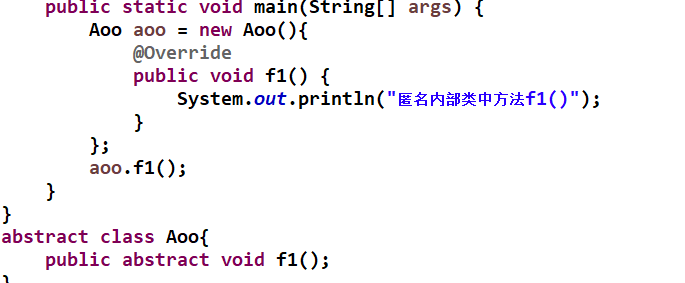 public static void main(String[] args) {
Aoo aoo = new Aoo(){
@Override
public void f1() {
System.out.println("匿名内部类中方法f1()");
}
};
aoo.f1();
}
}
abstract class Aoo{
public abstract void f1();
}